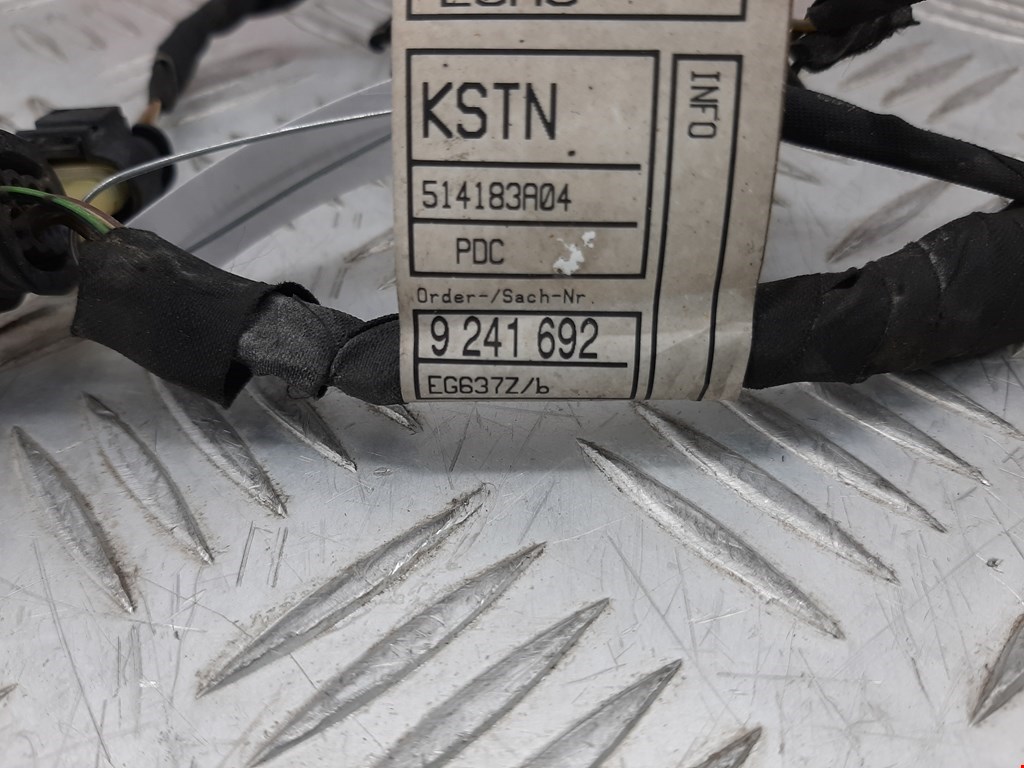 KSTN
514183A04
PDC
Order-/Sach-Nr.
9 241 692
EG637Z/b
INFO